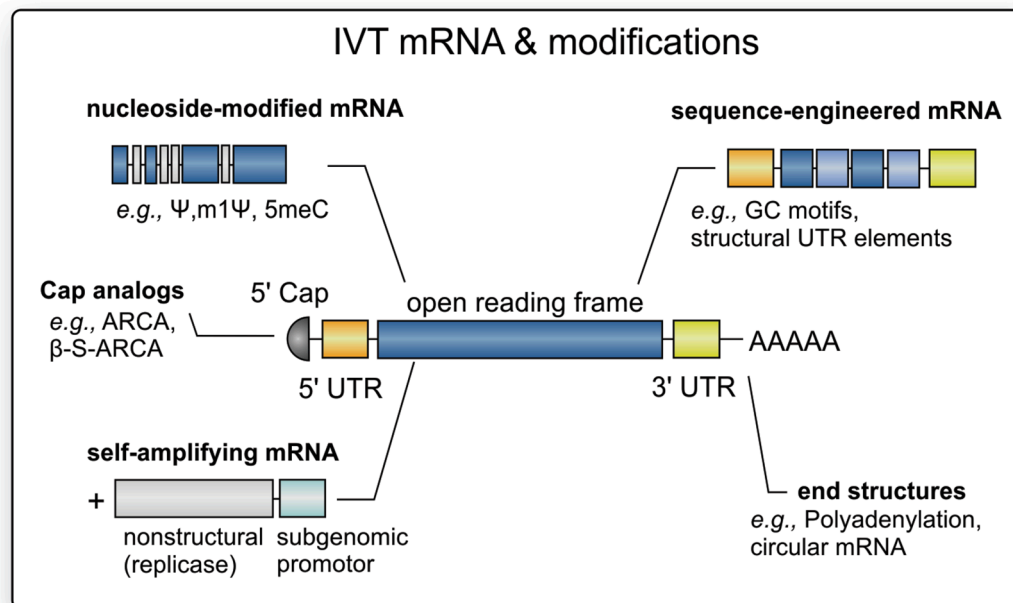 IVT mRNA & modifications
nucleoside-modified mRNA
e.g., Ψ,m1Ψ, 5meC
sequence-engineered mRNA
e.g., GC motifs,
structural UTR elements
Cap analogs
e.g., ARCA,
β-S-ARCA
5' Cap
open reading frame
AAAAA
5' UTR
3' UTR
self-amplifying mRNA
+
nonstructural
(replicase)
subgenomic
promotor
end structures
e.g., Polyadenylation,
circular mRNA